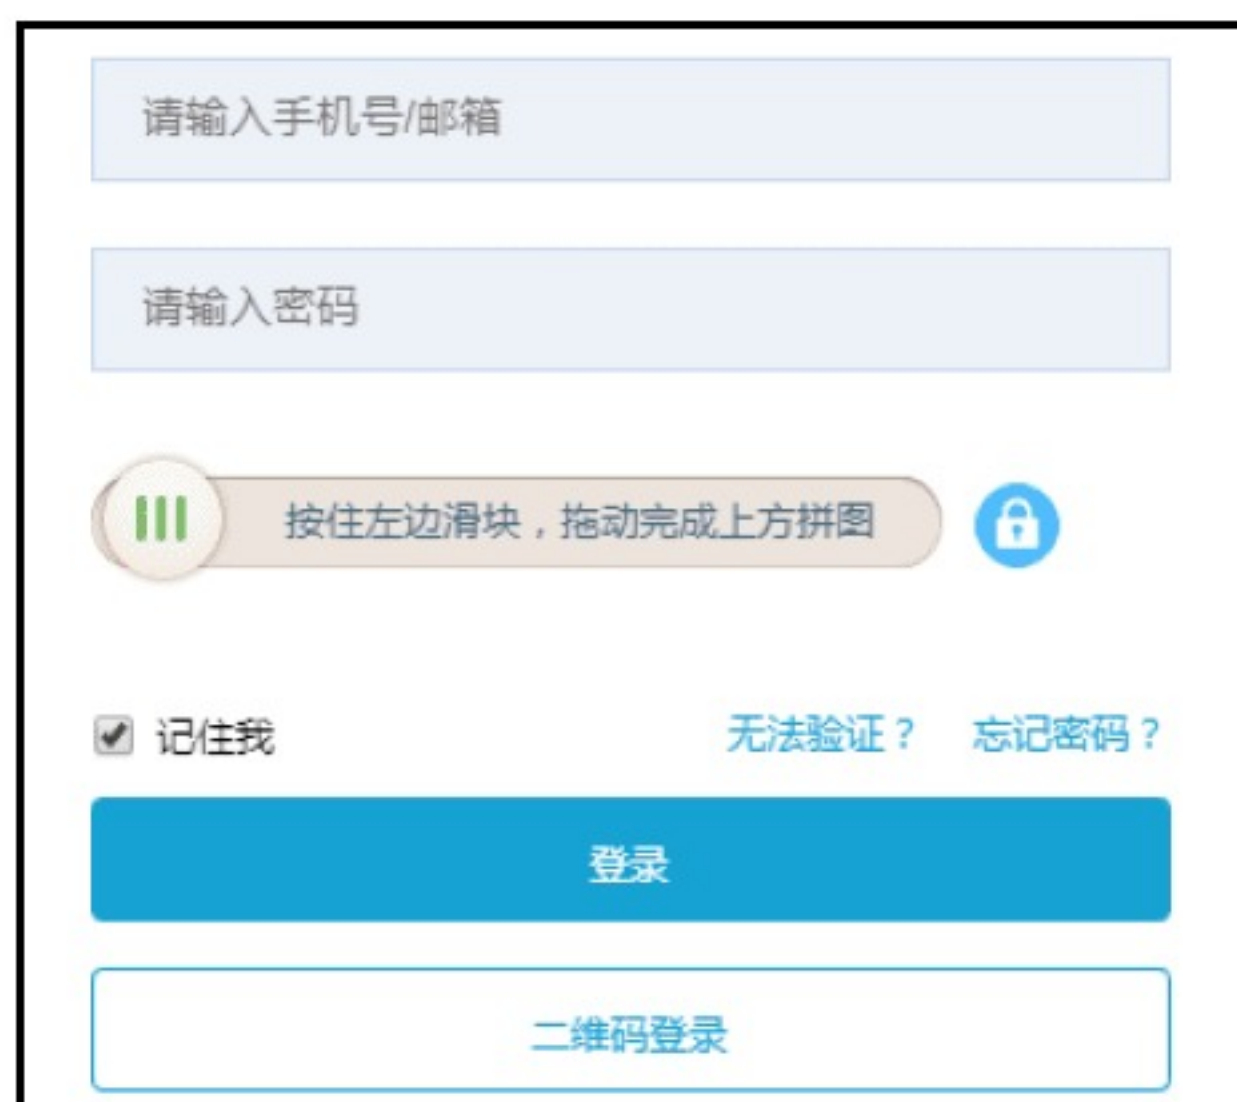 请输入手机号/邮箱
请输入密码
按住左边滑块，拖动完成上方拼图
记住我 无法验证？ 忘记密码？
登录
二维码登录